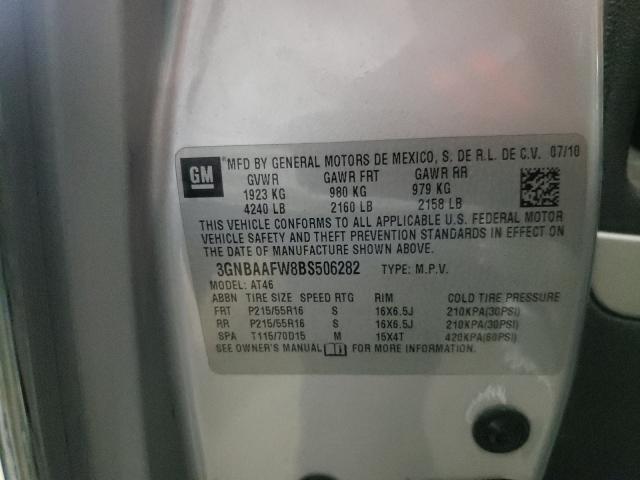 GM ® MFD BY GENERAL MOTORS DE MEXICO, S. DE R.L. DE C.V. 07/10
GVWR GAWR FRT GAWR RR
1923 KG 980 KG 979 KG
4240 LB 2160 LB 2158 LB
THIS VEHICLE CONFORMS TO ALL APPLICABLE U.S. FEDERAL MOTOR
VEHICLE SAFETY AND THEFT PREVENTION STANDARDS IN EFFECT ON
THE DATE OF MANUFACTURE SHOWN ABOVE.
3GNBAAFW8BS506282 TYPE: M.P.V.
MODEL: AT46
ABBN TIRE SIZE SPEED RTG RIM COLD TIRE PRESSURE
FRT P215/55R16 S 16X6.5J 210KPA(30PSI)
RR P215/55R16 S 16X6.5J 210KPA(30PSI)
SPA T115/70D15 M 15X4T 420KPA(60PSI)
SEE OWNER'S MANUAL FOR MORE INFORMATION.